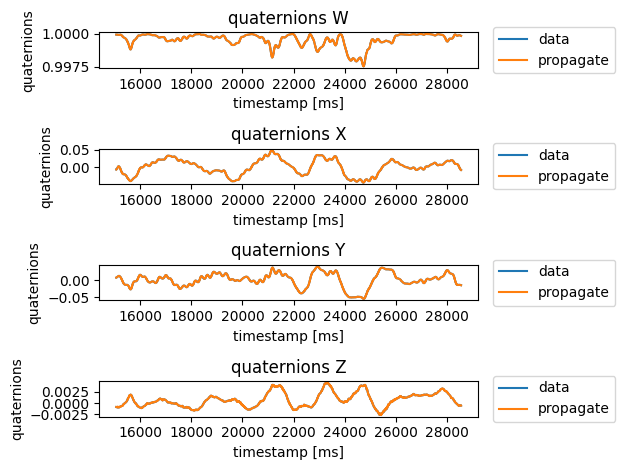 quaternions W
quaternions
1.0000
0.9975
16000 18000 20000 22000 24000 26000 28000
timestamp [ms]
data
propagate
quaternions X
quaternions
0.05
0.00
16000 18000 20000 22000 24000 26000 28000
timestamp [ms]
data
propagate
quaternions Y
quaternions
0.00
−0.05
16000 18000 20000 22000 24000 26000 28000
timestamp [ms]
data
propagate
quaternions Z
quaternions
0.0025
0.0000
−0.0025
16000 18000 20000 22000 24000 26000 28000
timestamp [ms]
data
propagate